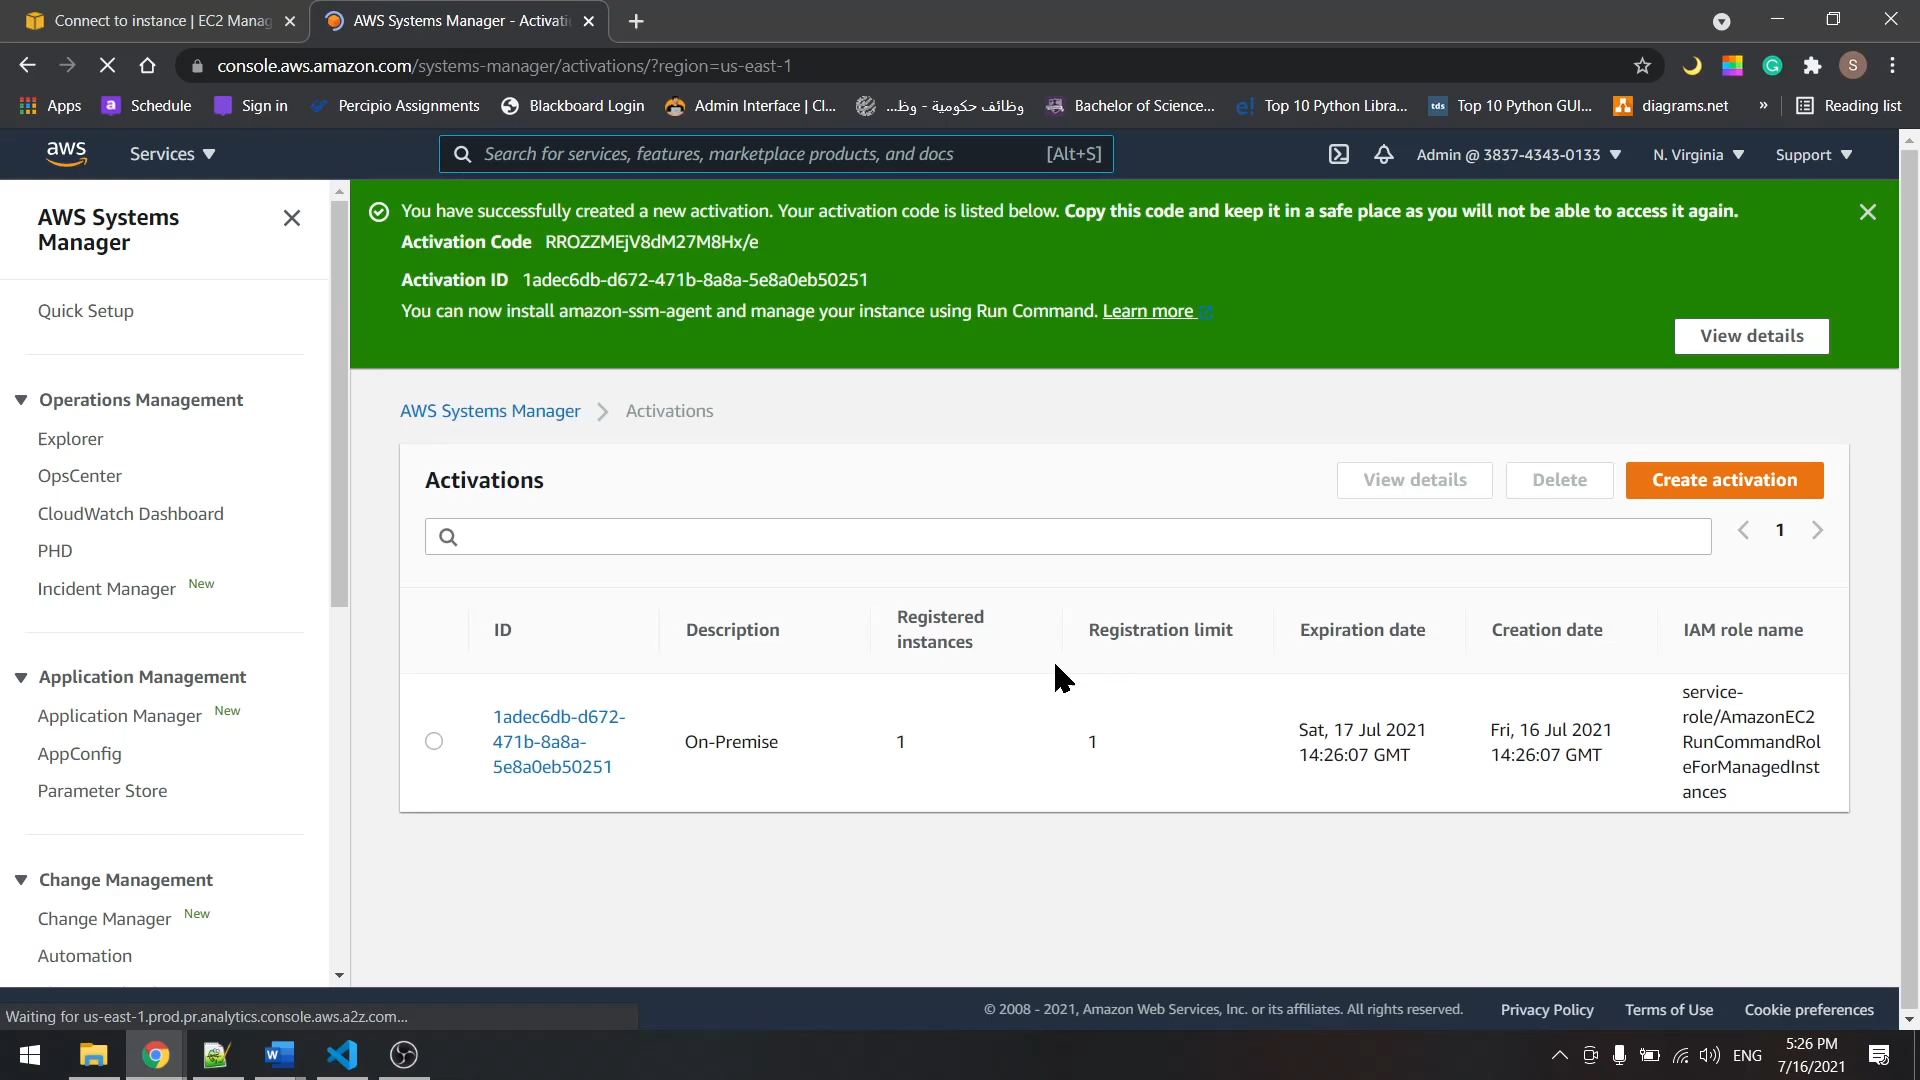 Connect to instance | EC2 Manag
AWS Systems Manager - Activati
console.aws.amazon.com/systems-manager/activations/?region=us-east-1
S
Apps
Schedule
Sign in
Percipio Assignments
Blackboard Login
Admin Interface | Cl...
وظائف حكومية - وظ...
Bachelor of Science...
Top 10 Python Libra...
tds
Top 10 Python GUI...
diagrams.net
»
Reading list
aws
Services
Search for services, features, marketplace products, and docs
[Alt+S]
Admin @ 3837-4343-0133
N. Virginia
Support
AWS Systems
Manager
Quick Setup
Operations Management
Explorer
OpsCenter
CloudWatch Dashboard
PHD
Incident Manager New
Application Management
Application Manager New
AppConfig
Parameter Store
Change Management
Change Manager New
Automation
You have successfully created a new activation. Your activation code is listed below. Copy this code and keep it in a safe place as you will not be able to access it again.
Activation Code RROZZMEjV8dM27M8Hx/e
Activation ID 1adec6db-d672-471b-8a8a-5e8a0eb50251
You can now install amazon-ssm-agent and manage your instance using Run Command. Learn more
View details
AWS Systems Manager
Activations
Activations
View details
Delete
Create activation
1
ID
Description
Registered
instances
Registration limit
Expiration date
Creation date
IAM role name
1adec6db-d672-
471b-8a8a-
5e8a0eb50251
On-Premise
1
1
Sat, 17 Jul 2021
14:26:07 GMT
Fri, 16 Jul 2021
14:26:07 GMT
service-
role/AmazonEC2
RunCommandRol
eForManagedInst
ances
Waiting for us-east-1.prod.pr.analytics.console.aws.a2z.com...
© 2008 - 2021, Amazon Web Services, Inc. or its affiliates. All rights reserved.
Privacy Policy
Terms of Use
Cookie preferences
ENG
5:26 PM
7/16/2021